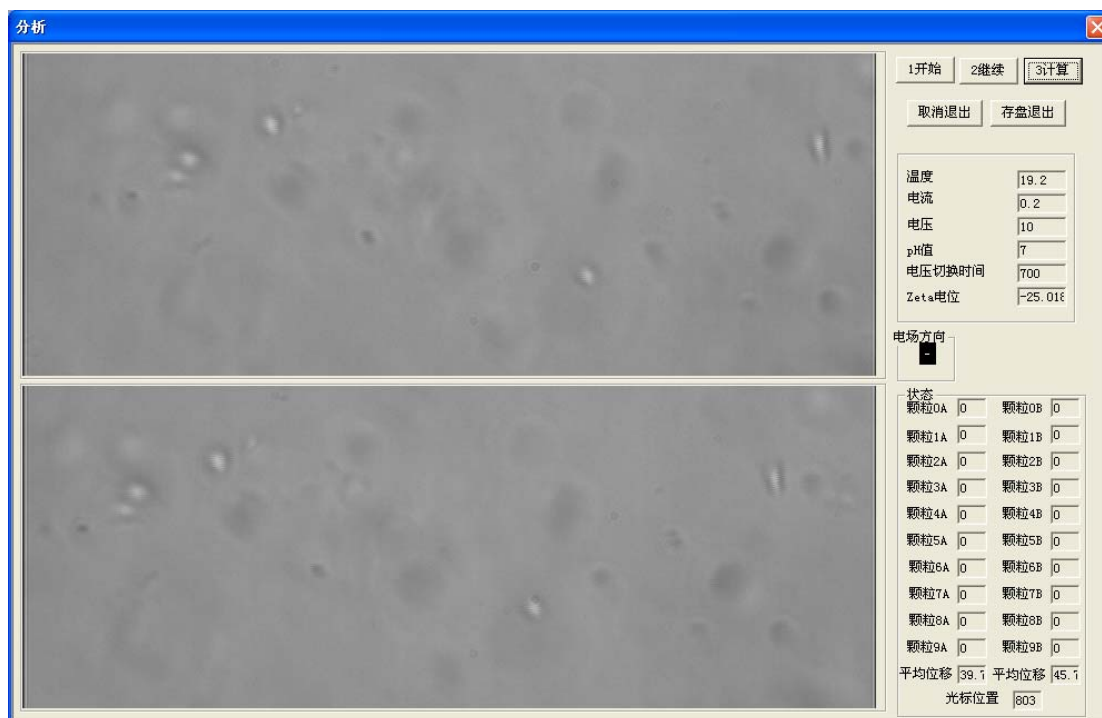 分析
1开始 2继续 3计算
取消退出 存盘退出
温度 19.2
电流 0.2
电压 10
pH值 7
电压切换时间 700
Zeta电位 -25.018
电场方向
-
状态
颗粒0A 0 颗粒0B 0
颗粒1A 0 颗粒1B 0
颗粒2A 0 颗粒2B 0
颗粒3A 0 颗粒3B 0
颗粒4A 0 颗粒4B 0
颗粒5A 0 颗粒5B 0
颗粒6A 0 颗粒6B 0
颗粒7A 0 颗粒7B 0
颗粒8A 0 颗粒8B 0
颗粒9A 0 颗粒9B 0
平均位移 39.7 平均位移 45.7
光标位置 803